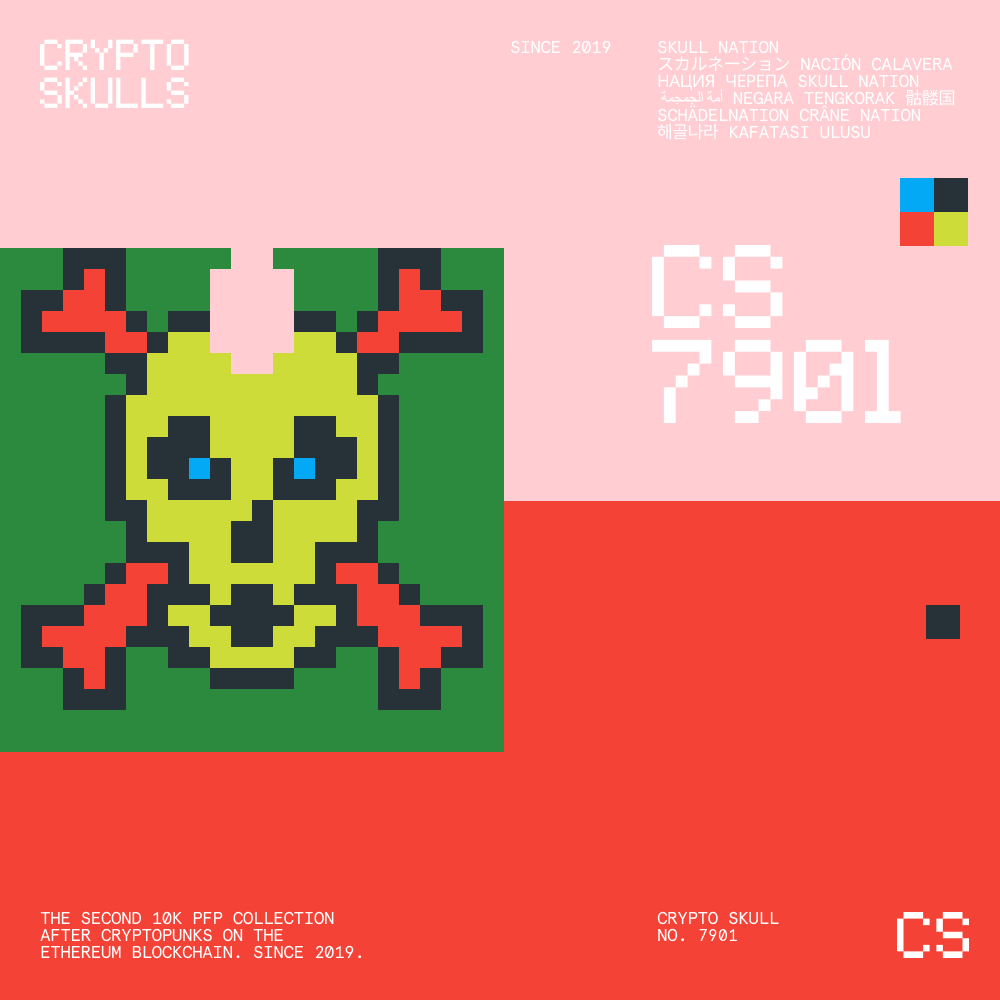 CRYPTO
SKULLS
SINCE 2019
SKULL NATION
スカルネーション NACIÓN CALAVERA
НАЦИЯ ЧЕРЕПА SKULL NATION
أمة الجمجمة NEGARA TENGKORAK 骷髅国
SCHÄDELNATION CRÂNE NATION
해골나라 KAFATASI ULUSU
CS
7901
THE SECOND 10K PFP COLLECTION
AFTER CRYPTOPUNKS ON THE
ETHEREUM BLOCKCHAIN. SINCE 2019.
CRYPTO SKULL
NO. 7901
CS